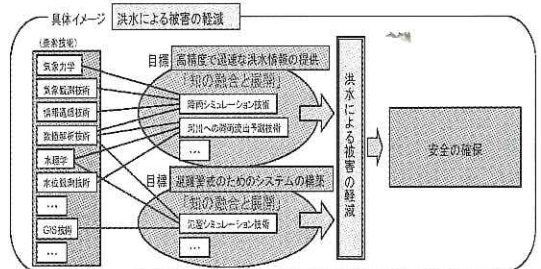 具体イメージ 洪水による被害の軽減
(要素技術)
気象力学
気象観測技術
情報通信技術
数値解析技術
水理学
水位観測技術
…
GIS技術
…
目標 高精度で迅速な洪水情報の提供
「知の融合と展開」
降雨シミュレーション技術
河川への降雨流出予測技術
…
目標 避難警戒のためのシステムの構築
「知の融合と展開」
氾濫シミュレーション技術
…
洪水による被害の軽減
安全の確保